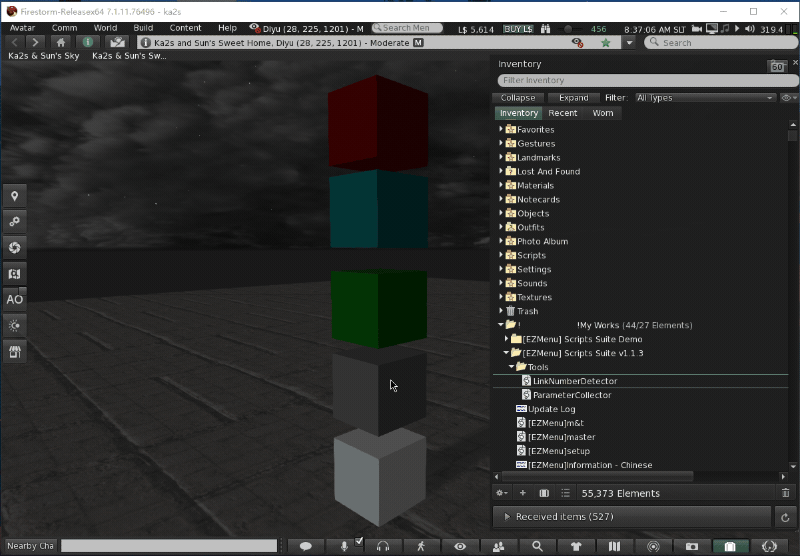 Firestorm-Releasex64 7.1.11.76496 - ka2s
Avatar Comm World Build Content Help Diyu (28, 225, 1201) - M Search Men L$ 5,614 BUY L$ 456 8:37:06 AM SLT 319.4
Ka2s and Sun's Sweet Home, Diyu (28, 225, 1201) - Moderate M Search
Ka2s & Sun's Sky Ka2s & Sun's Sw...
Inventory 60
Filter Inventory
Collapse Expand Filter: All Types
Inventory Recent Worn
Favorites
Gestures
Landmarks
Lost And Found
Materials
Notecards
Objects
Outfits
Photo Album
Scripts
Settings
Sounds
Textures
Trash
! !My Works (44/27 Elements)
[EZMenu] Scripts Suite Demo
[EZMenu] Scripts Suite v1.1.3
Tools
LinkNumberDetector
ParameterCollector
Update Log
[EZMenu]m&t
[EZMenu]master
[EZMenu]setup
[EZMenu]Information - Chinese
55,373 Elements
Received items (527)
AO
Nearby Cha